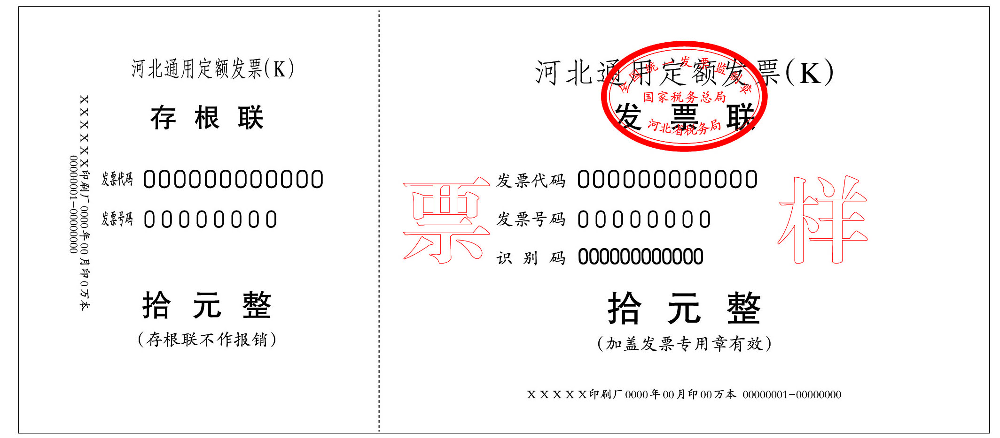 河北通用定额发票(K)
存根联
发票代码 000000000000
发票号码 00000000
拾元整
(存根联不作报销)
XXXXXX印刷厂0000年00月印0万本
00000001-00000000
河北通用定额发票(K)
全国统一发票监制章
国家税务总局
河北省税务局
发票联
发票代码 000000000000
发票号码 00000000
识别码 000000000000
票样
拾元整
(加盖发票专用章有效)
XXXXX印刷厂0000年00月印00万本 00000001-00000000